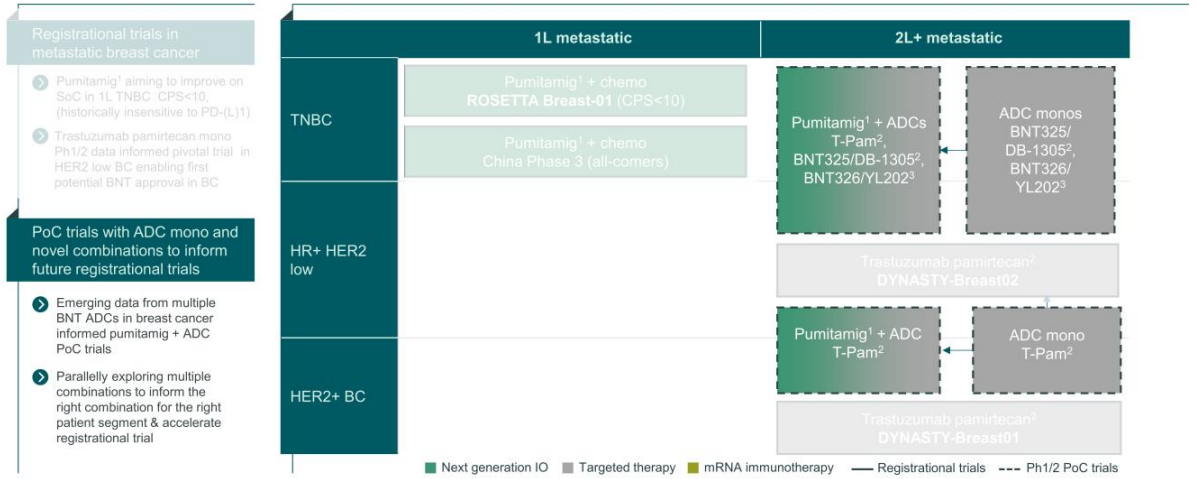 Registrational trials in
metastatic breast cancer
Pumitamig¹ aiming to improve on
SoC in 1L TNBC CPS<10,
(historically insensitive to PD-(L)1)
Trastuzumab pamirtecan mono
Ph1/2 data informed pivotal trial in
HER2 low BC enabling first
potential BNT approval in BC
PoC trials with ADC mono and
novel combinations to inform
future registrational trials
Emerging data from multiple
BNT ADCs in breast cancer
informed pumitamig + ADC
PoC trials
Parallelly exploring multiple
combinations to inform the
right combination for the right
patient segment & accelerate
registrational trial
1L metastatic
2L+ metastatic
TNBC
Pumitamig¹ + chemo
ROSETTA Breast-01 (CPS<10)
Pumitamig¹ + chemo
China Phase 3 (all-comers)
Pumitamig¹ + ADCs
T-Pam²,
BNT325/DB-1305²,
BNT326/YL202³
ADC monos
BNT325/
DB-1305²,
BNT326/
YL202³
HR+ HER2
low
Trastuzumab pamirtecan²
DYNASTY-Breast02
Pumitamig¹ + ADC
T-Pam²
ADC mono
T-Pam²
HER2+ BC
Trastuzumab pamirtecan²
DYNASTY-Breast01
Next generation IO
Targeted therapy
mRNA immunotherapy
Registrational trials
Ph1/2 PoC trials